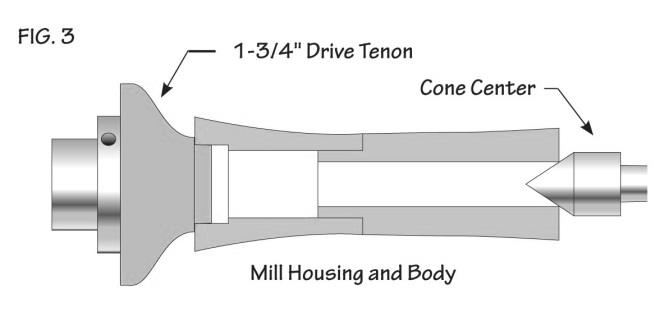 FIG. 3
1-3/4" Drive Tenon
Cone Center
Mill Housing and Body